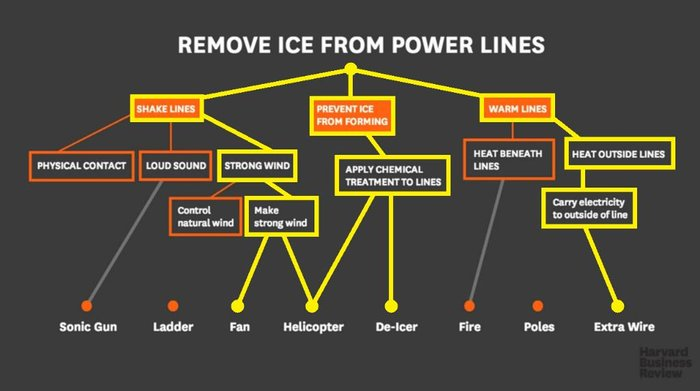 REMOVE ICE FROM POWER LINES
SHAKE LINES
PREVENT ICE
FROM FORMING
WARM LINES
PHYSICAL CONTACT
LOUD SOUND
STRONG WIND
APPLY CHEMICAL
TREATMENT TO LINES
HEAT BENEATH
LINES
HEAT OUTSIDE LINES
Control
natural wind
Make
strong wind
Carry electricity
to outside of line
Sonic Gun
Ladder
Fan
Helicopter
De-Icer
Fire
Poles
Extra Wire
Harvard
Business
Review